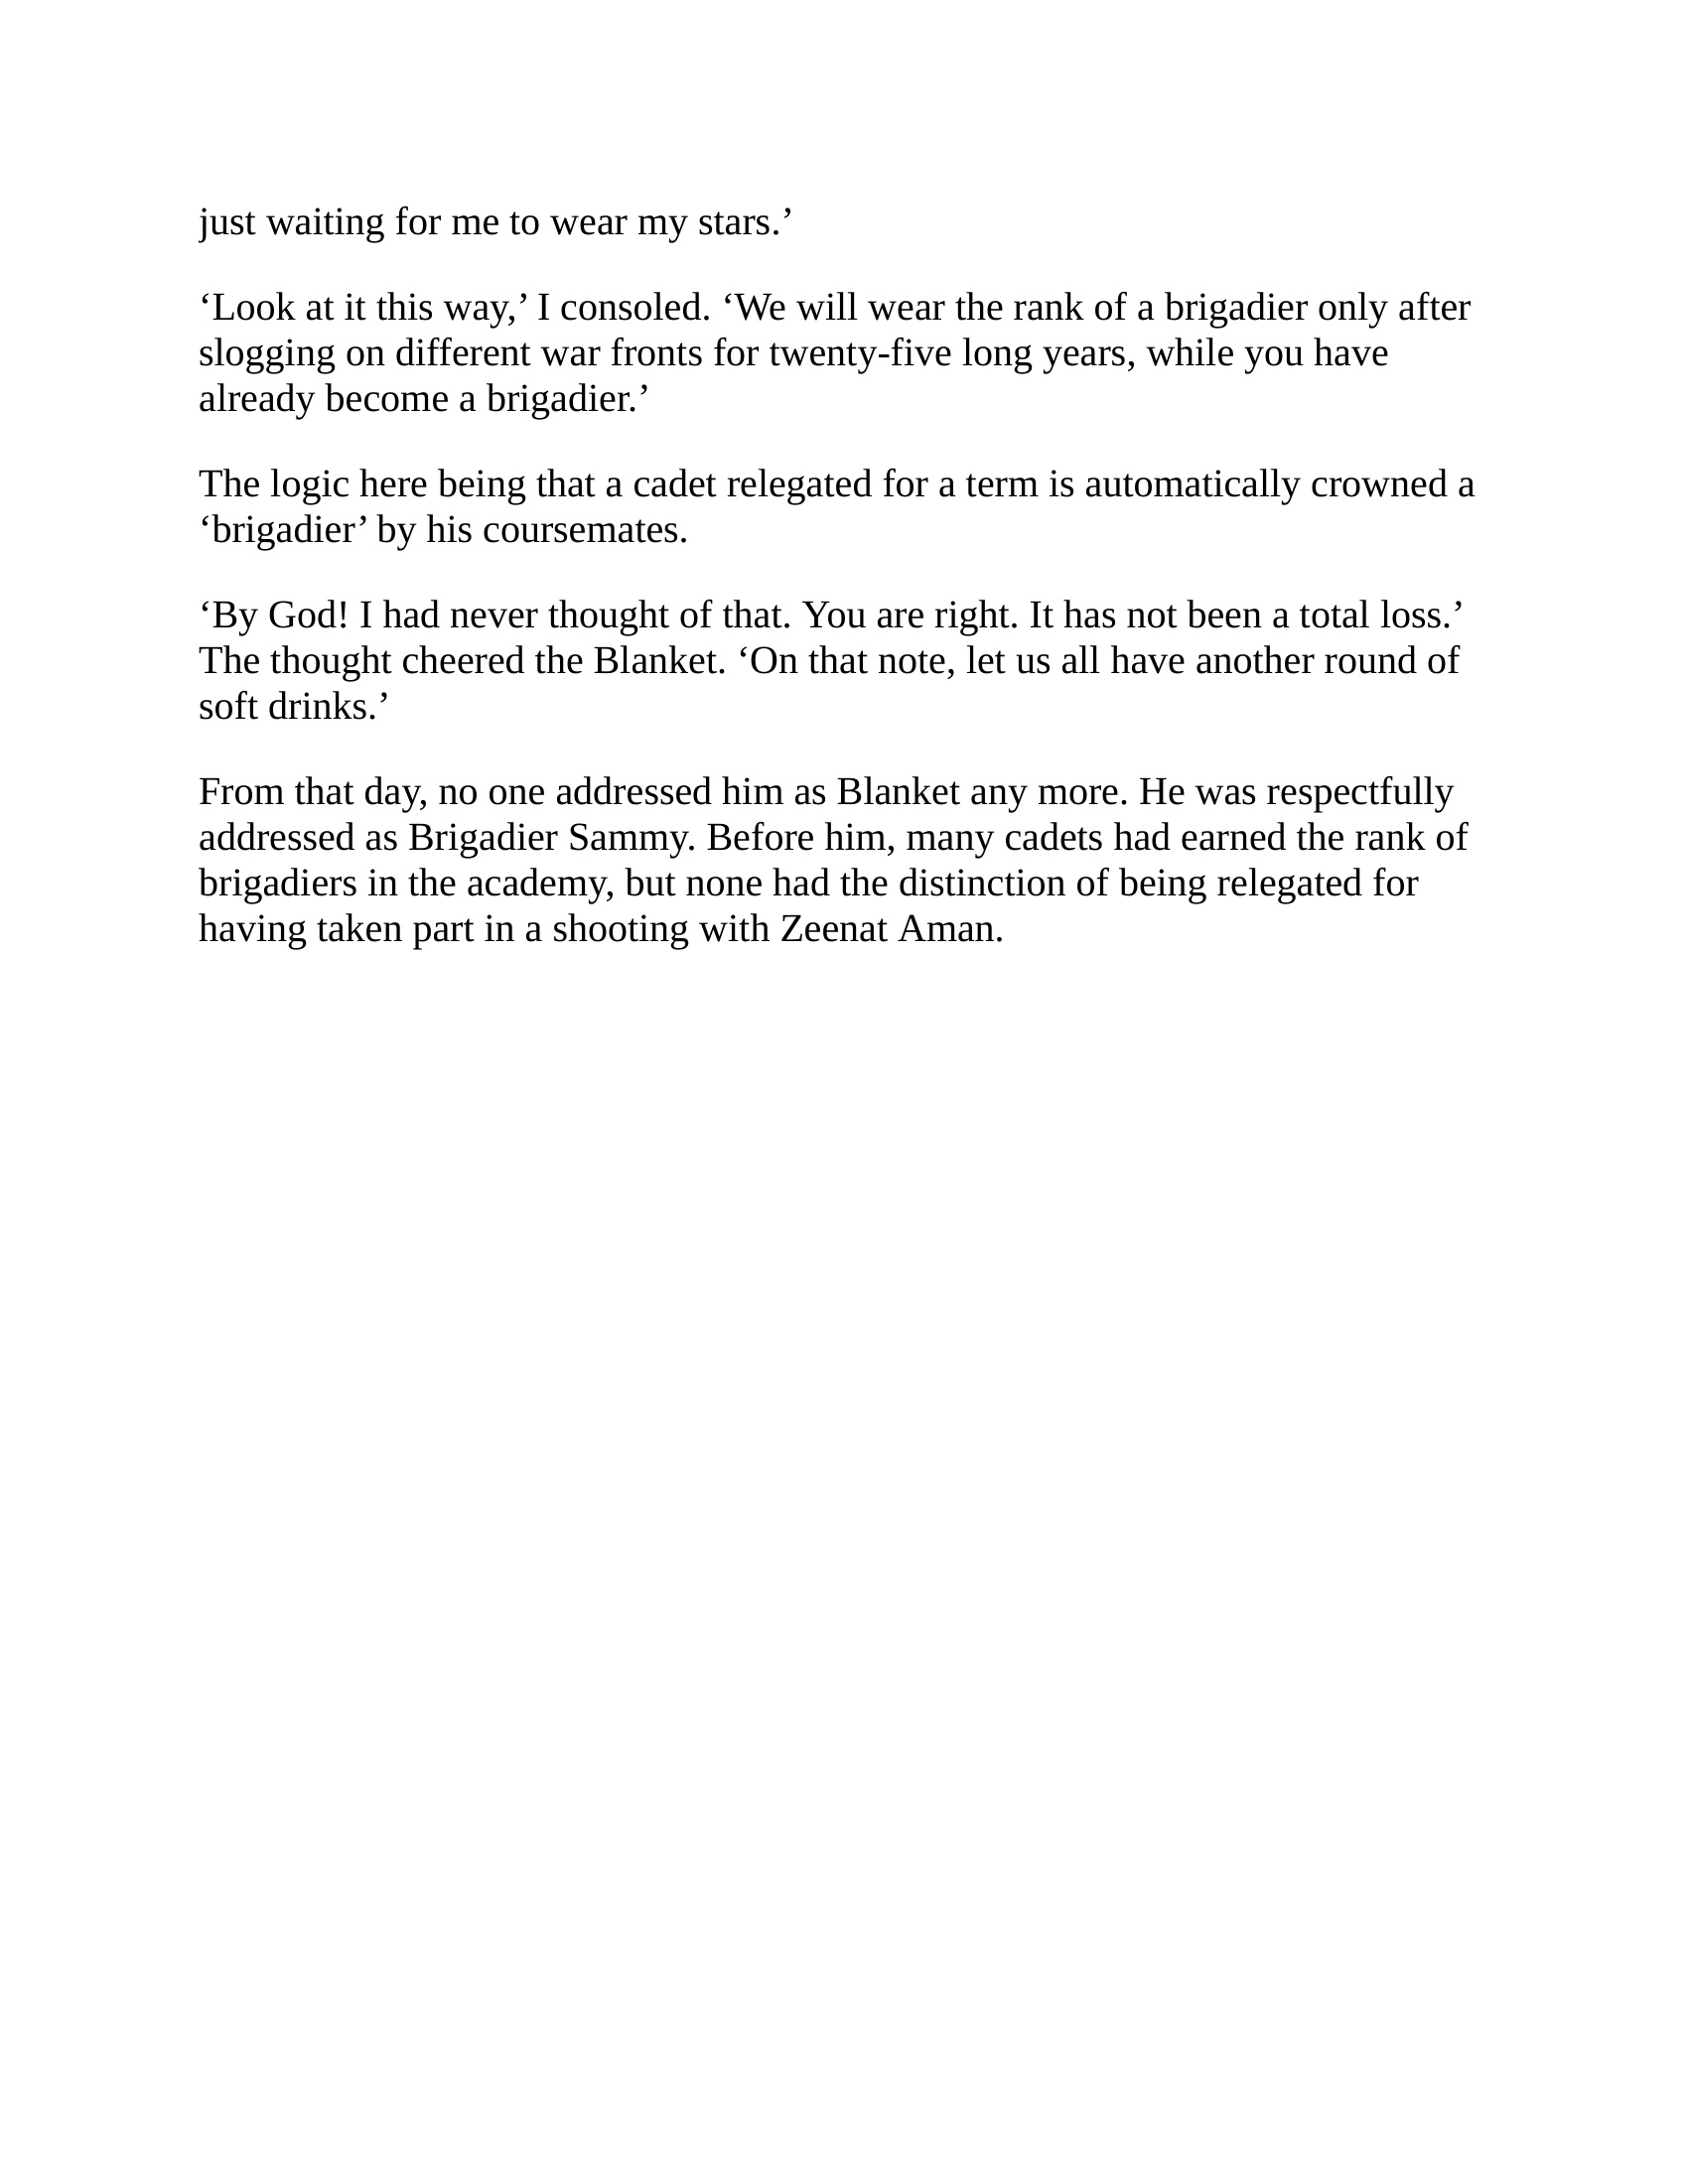 just waiting for me to wear my stars.’
‘Look at it this way,’ I consoled. ‘We will wear the rank of a brigadier only after
slogging on different war fronts for twenty-five long years, while you have
already become a brigadier.’
The logic here being that a cadet relegated for a term is automatically crowned a
‘brigadier’ by his coursemates.
‘By God! I had never thought of that. You are right. It has not been a total loss.’
The thought cheered the Blanket. ‘On that note, let us all have another round of
soft drinks.’
From that day, no one addressed him as Blanket any more. He was respectfully
addressed as Brigadier Sammy. Before him, many cadets had earned the rank of
brigadiers in the academy, but none had the distinction of being relegated for
having taken part in a shooting with Zeenat Aman.